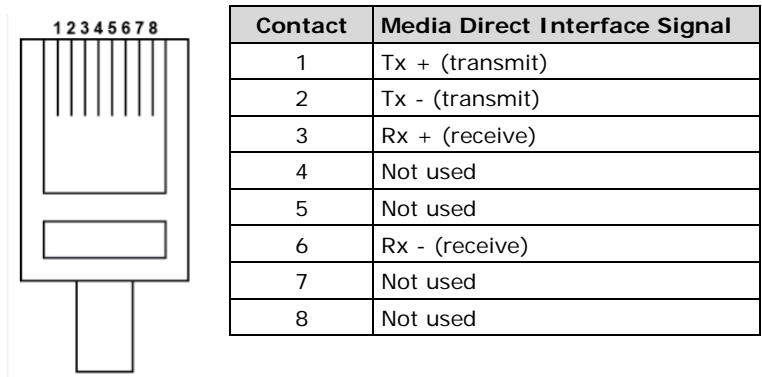 12345678
Contact Media Direct Interface Signal
1 Tx + (transmit)
2 Tx - (transmit)
3 Rx + (receive)
4 Not used
5 Not used
6 Rx - (receive)
7 Not used
8 Not used